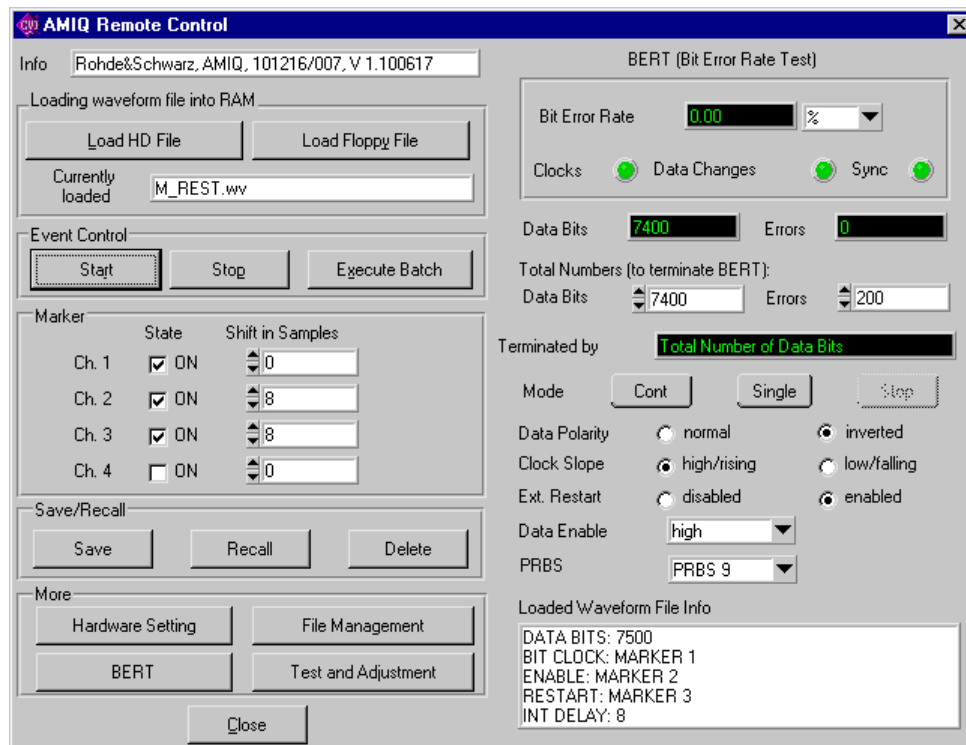 CVI AMIQ Remote Control
Info Rohde&Schwarz, AMIQ, 101216/007, V 1.100617
Loading waveform file into RAM
Load HD File Load Floppy File
Currently loaded M_REST.wv
Event Control
Start Stop Execute Batch
Marker
State Shift in Samples
Ch. 1 ON 0
Ch. 2 ON 8
Ch. 3 ON 8
Ch. 4 ON 0
Save/Recall
Save Recall Delete
More
Hardware Setting File Management
BERT Test and Adjustment
Close
BERT (Bit Error Rate Test)
Bit Error Rate 0.00 %
Clocks Data Changes Sync
Data Bits 7400 Errors 0
Total Numbers (to terminate BERT):
Data Bits 7400 Errors 200
Terminated by Total Number of Data Bits
Mode Cont Single Stop
Data Polarity normal inverted
Clock Slope high/rising low/falling
Ext. Restart disabled enabled
Data Enable high
PRBS PRBS 9
Loaded Waveform File Info
DATA BITS: 7500
BIT CLOCK: MARKER 1
ENABLE: MARKER 2
RESTART: MARKER 3
INT DELAY: 8